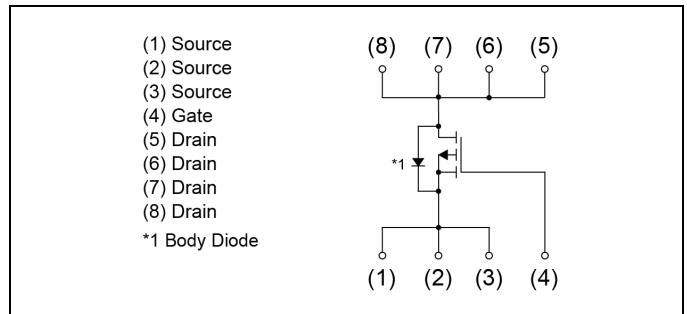 (1) Source
(2) Source
(3) Source
(4) Gate
(5) Drain
(6) Drain
(7) Drain
(8) Drain
*1 Body Diode
(8) (7) (6) (5)
*1
(1) (2) (3) (4)